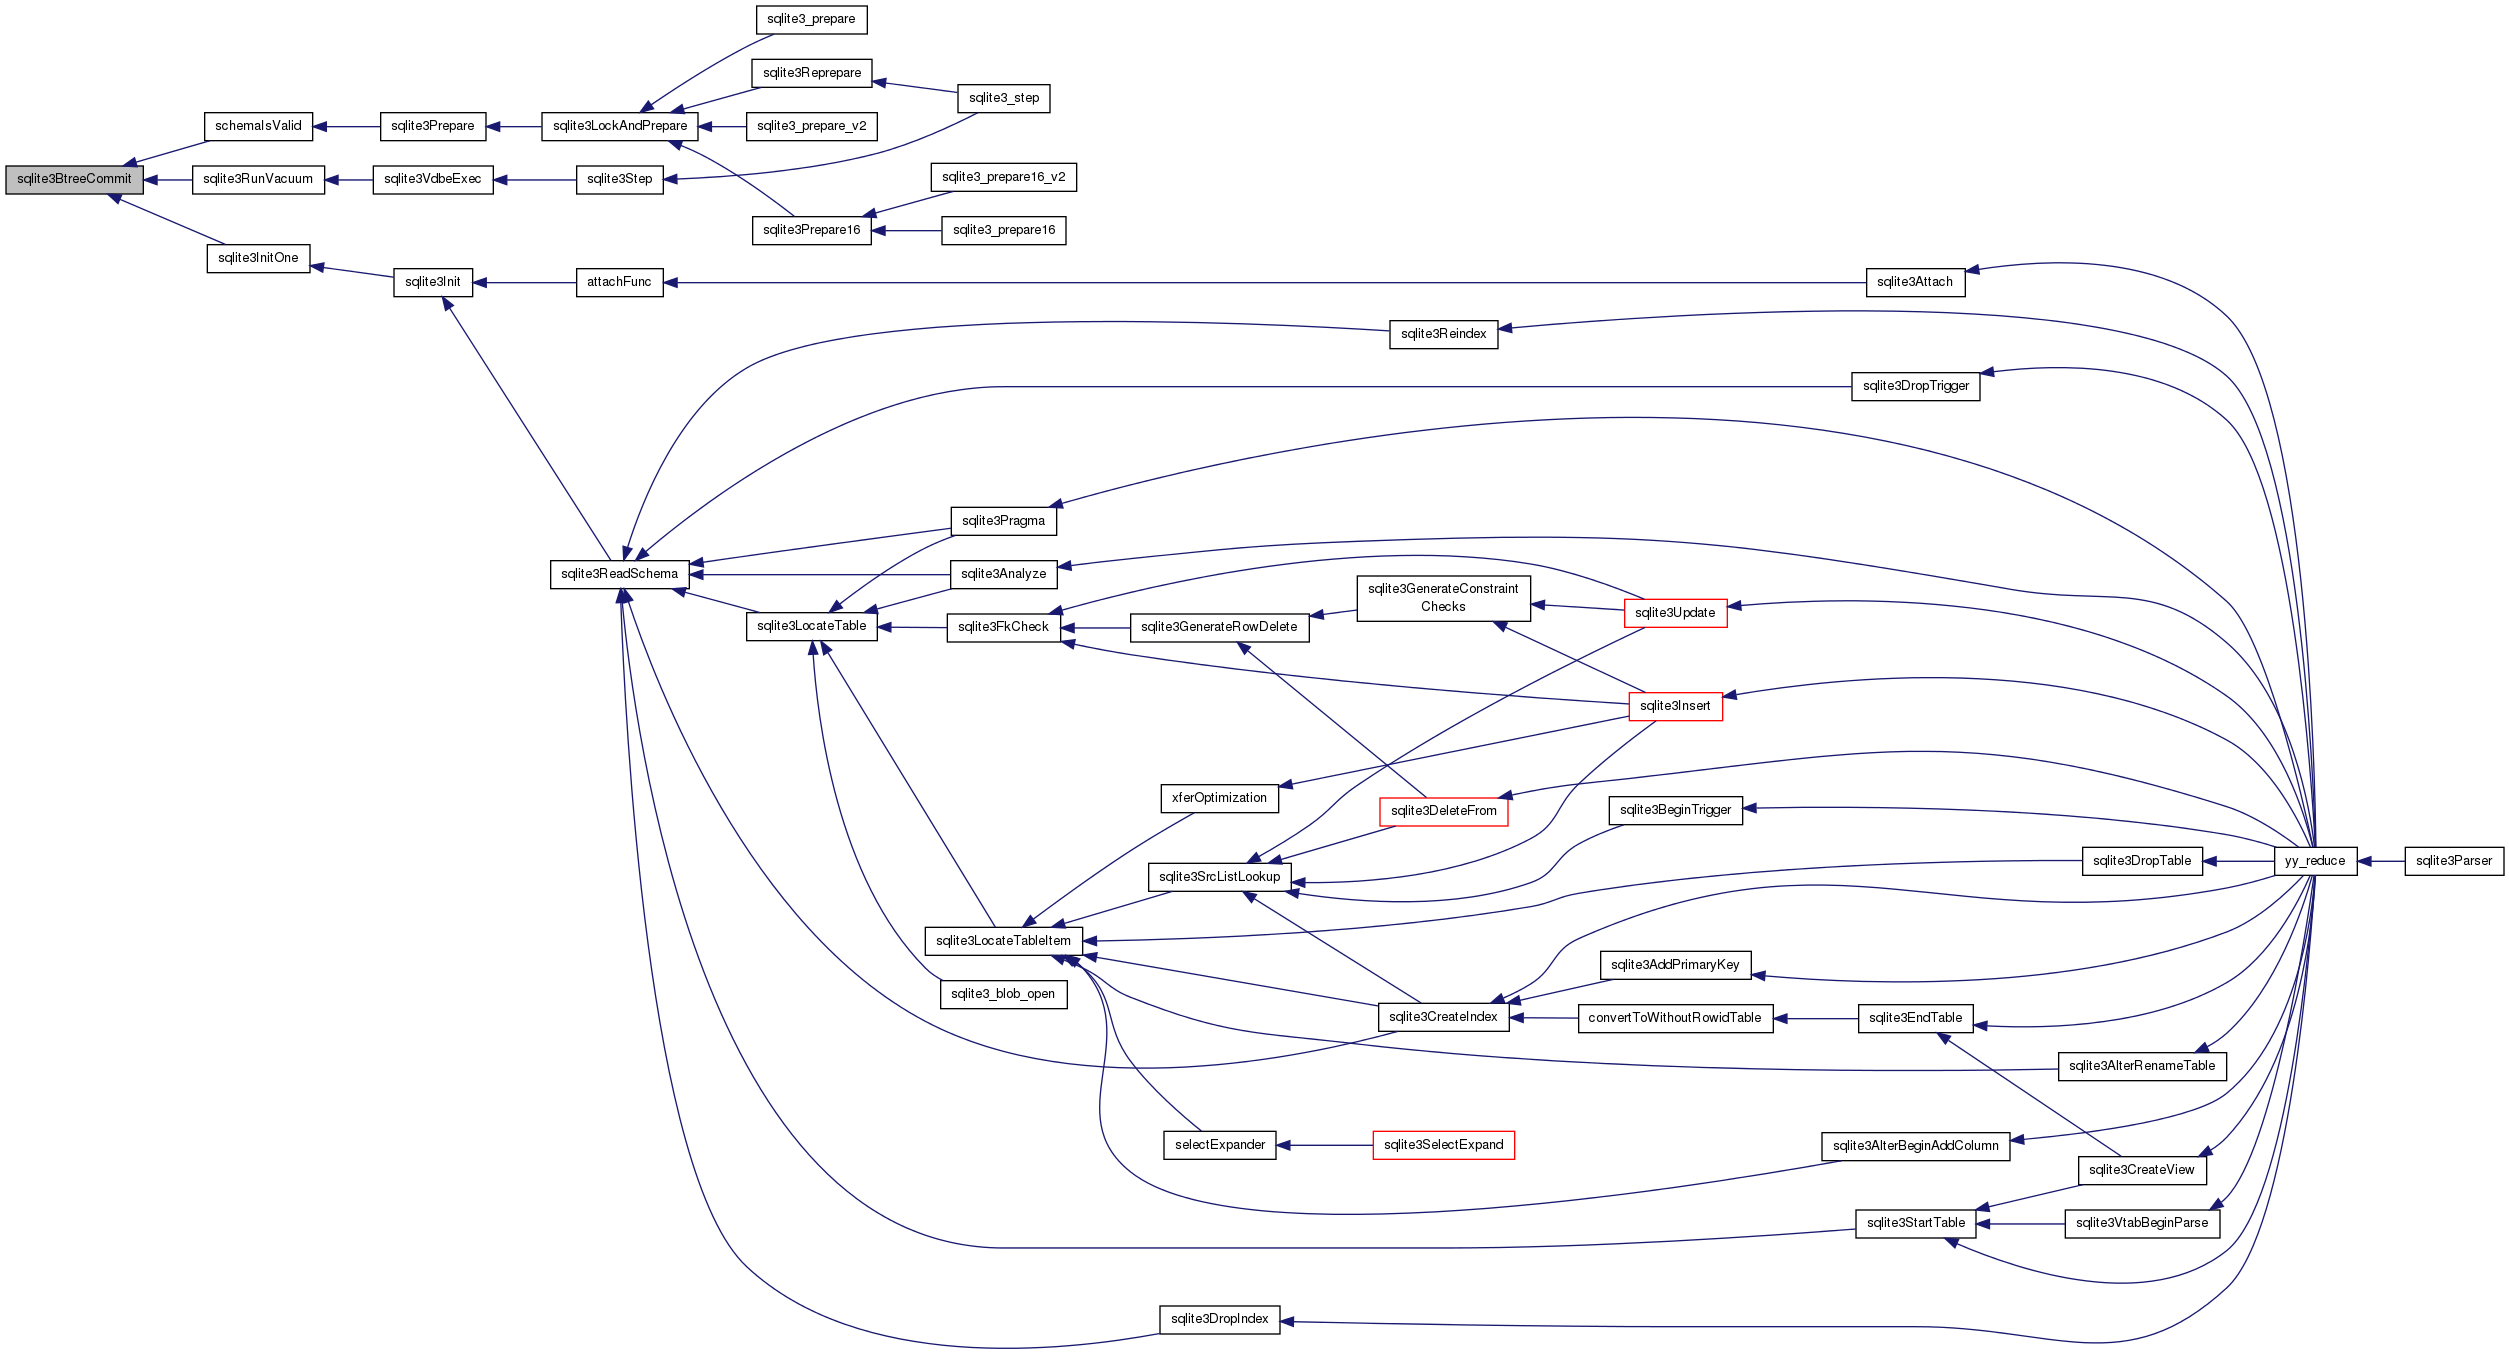 sqlite3_prepare
sqlite3Reprepare
sqlite3_step
schemaIsValid
sqlite3Prepare
sqlite3LockAndPrepare
sqlite3_prepare_v2
sqlite3BtreeCommit
sqlite3RunVacuum
sqlite3VdbeExec
sqlite3Step
sqlite3_prepare16_v2
sqlite3Prepare16
sqlite3_prepare16
sqlite3InitOne
sqlite3Init
attachFunc
sqlite3Attach
sqlite3Reindex
sqlite3DropTrigger
sqlite3Pragma
sqlite3ReadSchema
sqlite3Analyze
sqlite3GenerateConstraint
Checks
sqlite3Update
sqlite3LocateTable
sqlite3FkCheck
sqlite3GenerateRowDelete
sqlite3Insert
xferOptimization
sqlite3DeleteFrom
sqlite3BeginTrigger
sqlite3DropTable
yy_reduce
sqlite3Parser
sqlite3SrcListLookup
sqlite3LocateTableItem
sqlite3AddPrimaryKey
sqlite3_blob_open
sqlite3CreateIndex
convertToWithoutRowidTable
sqlite3EndTable
sqlite3AlterRenameTable
selectExpander
sqlite3SelectExpand
sqlite3AlterBeginAddColumn
sqlite3CreateView
sqlite3StartTable
sqlite3VtabBeginParse
sqlite3DropIndex